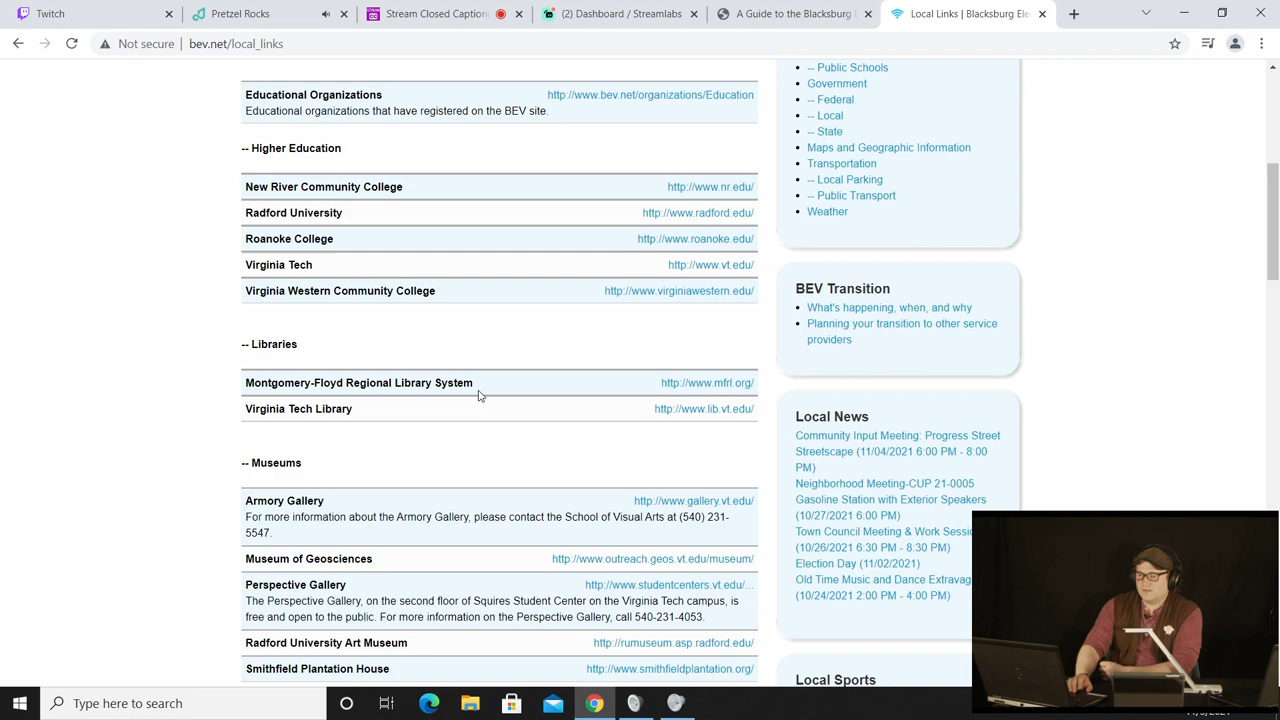 Twitch
Pretzel Rocks
Stream Closed Caption
(2) Dashboard / Streamlabs
A Guide to the Blacksburg E
Local Links | Blacksburg Ele
Not secure | bev.net/local_links
Educational Organizations http://www.bev.net/organizations/Education
Educational organizations that have registered on the BEV site.
-- Higher Education
New River Community College http://www.nr.edu/
Radford University http://www.radford.edu/
Roanoke College http://www.roanoke.edu/
Virginia Tech http://www.vt.edu/
Virginia Western Community College http://www.virginiawestern.edu/
-- Libraries
Montgomery-Floyd Regional Library System http://www.mfrl.org/
Virginia Tech Library http://www.lib.vt.edu/
-- Museums
Armory Gallery http://www.gallery.vt.edu/
For more information about the Armory Gallery, please contact the School of Visual Arts at (540) 231-
5547.
Museum of Geosciences http://www.outreach.geos.vt.edu/museum/
Perspective Gallery http://www.studentcenters.vt.edu/...
The Perspective Gallery, on the second floor of Squires Student Center on the Virginia Tech campus, is
free and open to the public. For more information on the Perspective Gallery, call 540-231-4053.
Radford University Art Museum http://rumuseum.asp.radford.edu/
Smithfield Plantation House http://www.smithfieldplantation.org/
-- Public Schools
Government
-- Federal
-- Local
-- State
Maps and Geographic Information
Transportation
-- Local Parking
-- Public Transport
Weather
BEV Transition
What's happening, when, and why
Planning your transition to other service
providers
Local News
Community Input Meeting: Progress Street
Streetscape (11/04/2021 6:00 PM - 8:00
PM)
Neighborhood Meeting-CUP 21-0005
Gasoline Station with Exterior Speakers
(10/27/2021 6:00 PM)
Town Council Meeting & Work Sessio
(10/26/2021 6:30 PM - 8:30 PM)
Election Day (11/02/2021)
Old Time Music and Dance Extravag
(10/24/2021 2:00 PM - 4:00 PM)
Local Sports
Type here to search